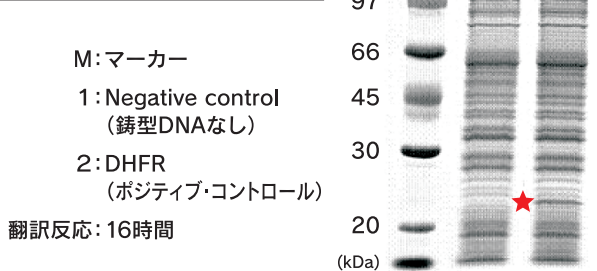 M:マーカー
1:Negative control
(鋳型DNAなし)
2:DHFR
(ポジティブ・コントロール)
翻訳反応:16時間
97
66
45
30
20
(kDa)